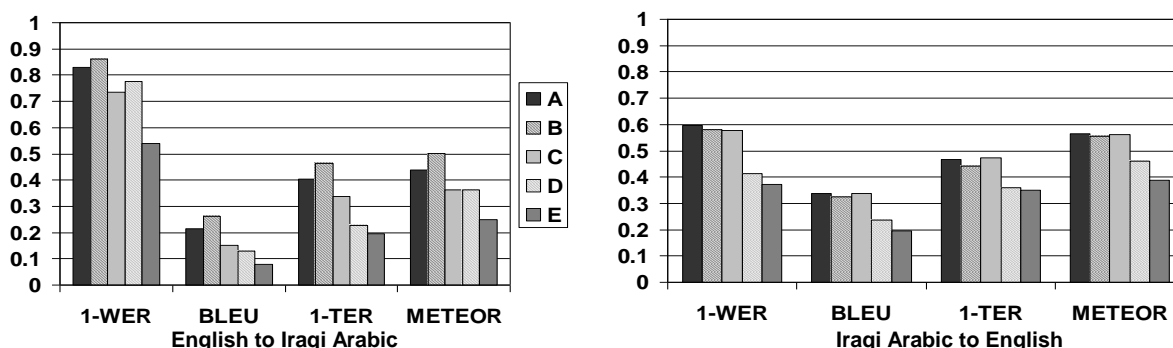 1
0.9
0.8
0.7
0.6
0.5
0.4
0.3
0.2
0.1
0
1-WER BLEU 1-TER METEOR
English to Iraqi Arabic
A
B
C
D
E
1
0.9
0.8
0.7
0.6
0.5
0.4
0.3
0.2
0.1
0
1-WER BLEU 1-TER METEOR
Iraqi Arabic to English